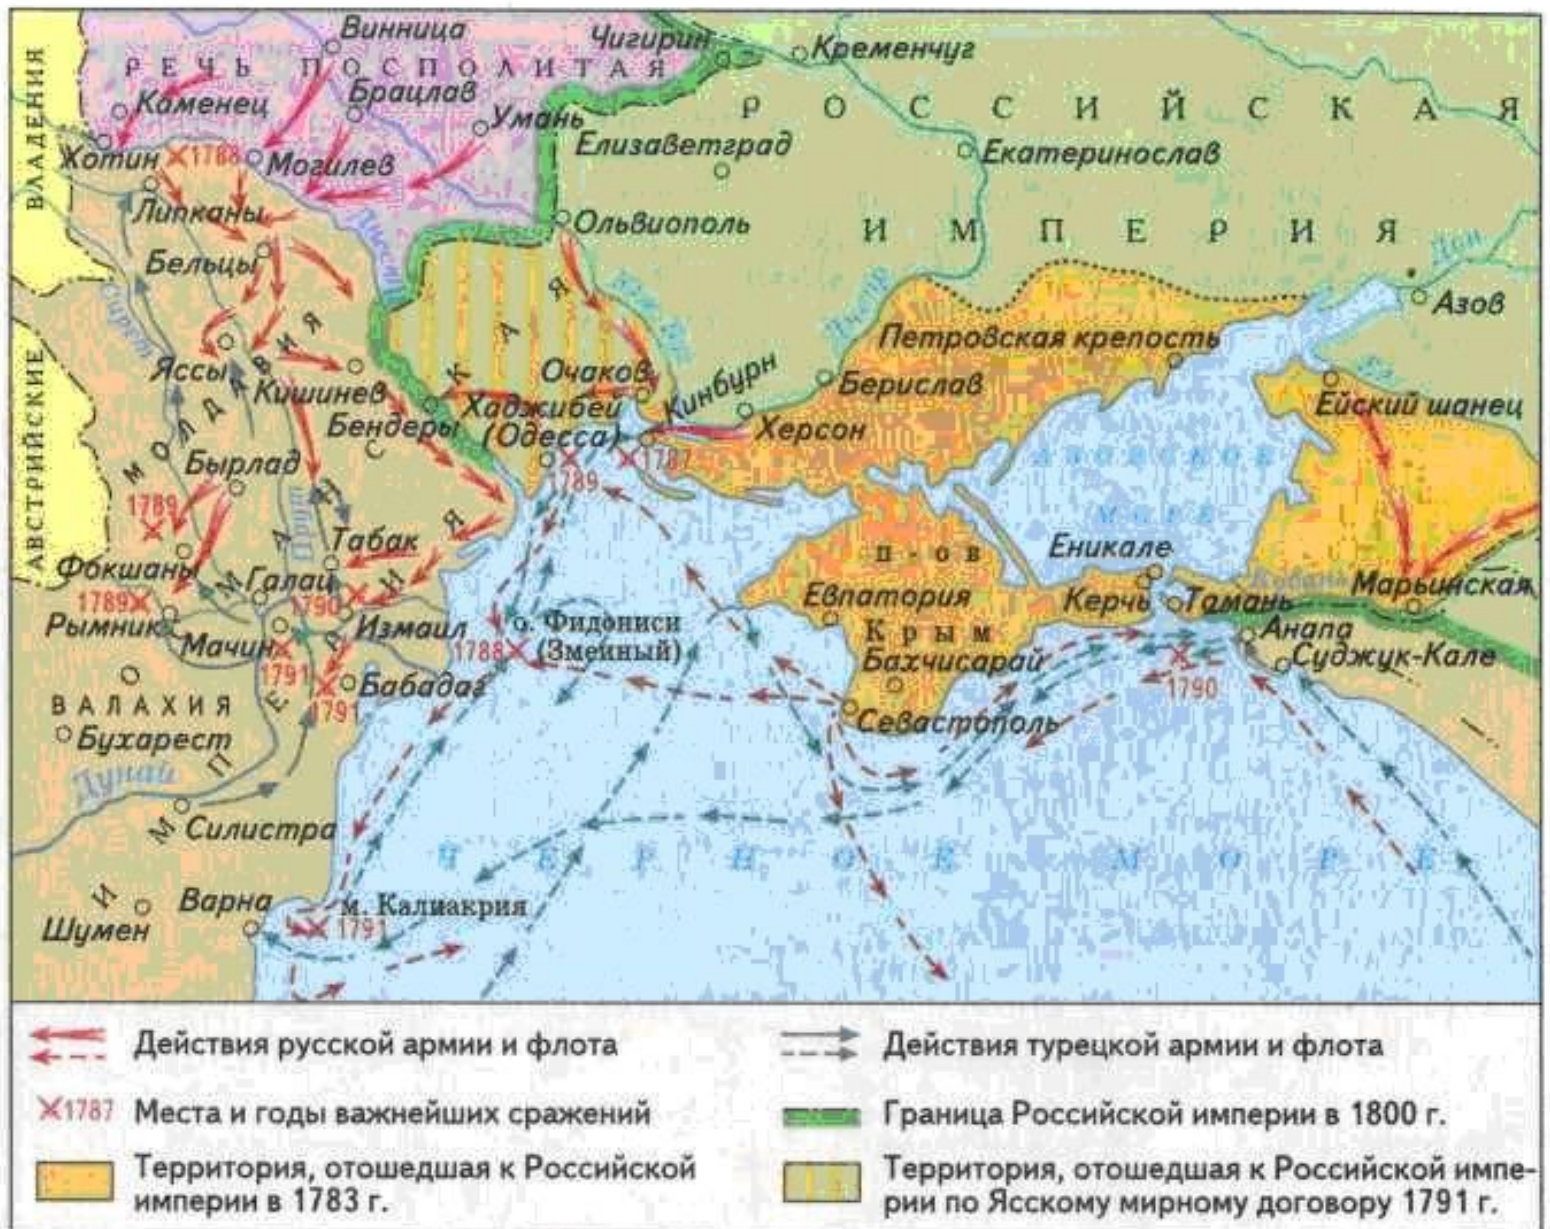 ВЛАДЕНИЯ
АВСТРИЙСКИЕ
РЕЧЬ ПОСПОЛИТАЯ
Винница
Чигирин
Кременчуг
Каменец
Брацлав
Умань
РОССИЙСКАЯ
ИМПЕРИЯ
Елизаветград
Екатеринослав
Хотин
1788
Могилев
Липканы
Днестр
Ольвиополь
Бельцы
Дон
Азов
Днепр
Петровская крепость
Яссы
МОЛДАВИЯ
Кишинев
Очаков
Кинбурн
Берислав
Ейский шанец
Хаджибей
(Одесса)
Херсон
Бендеры
1787
1789
АЗОВСКОЕ
МОРЕ
Бырлад
1789
Прут
Табак
п-ов
Крым
Еникале
Кубань
Фокшаны
Галац
1790
1789
Евпатория
Керчь
Тамань
Марьинская
Рымник
Мачин
Измаил
о. Фидониси
(Змеиный)
1788
Анапа
Суджук-Кале
Бахчисарай
1791
Бабадаг
1791
1790
ВАЛАХИЯ
Бухарест
Севастополь
Дунай
Силистра
ЧЕРНОЕ МОРЕ
Варна
м. Калиакрия
1791
Шумен
И
ОСМАНСКАЯ
Действия русской армии и флота
Действия турецкой армии и флота
1787 Места и годы важнейших сражений
Граница Российской империи в 1800 г.
Территория, отошедшая к Российской
империи в 1783 г.
Территория, отошедшая к Российской импе-
рии по Ясскому мирному договору 1791 г.